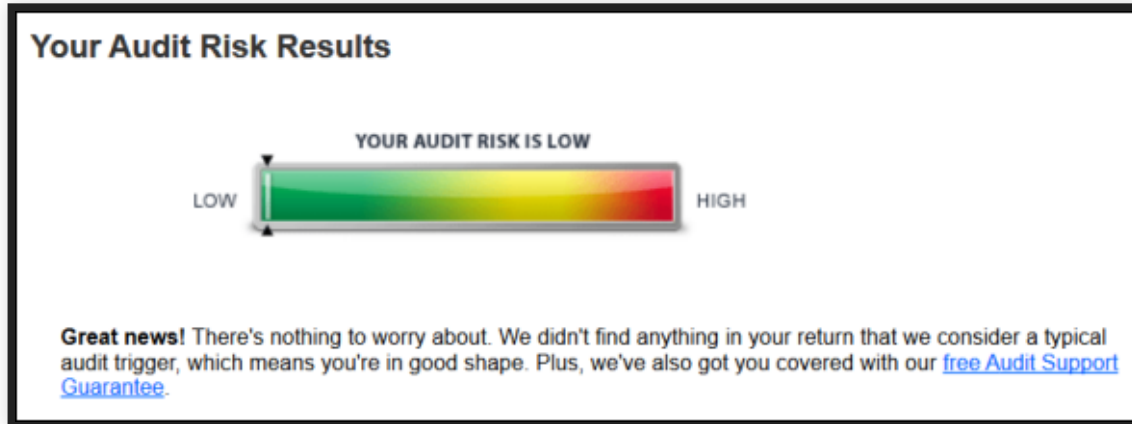 Your Audit Risk Results
YOUR AUDIT RISK IS LOW
LOW
HIGH
Great news! There's nothing to worry about. We didn't find anything in your return that we consider a typical
audit trigger, which means you're in good shape. Plus, we've also got you covered with our free Audit Support
Guarantee.